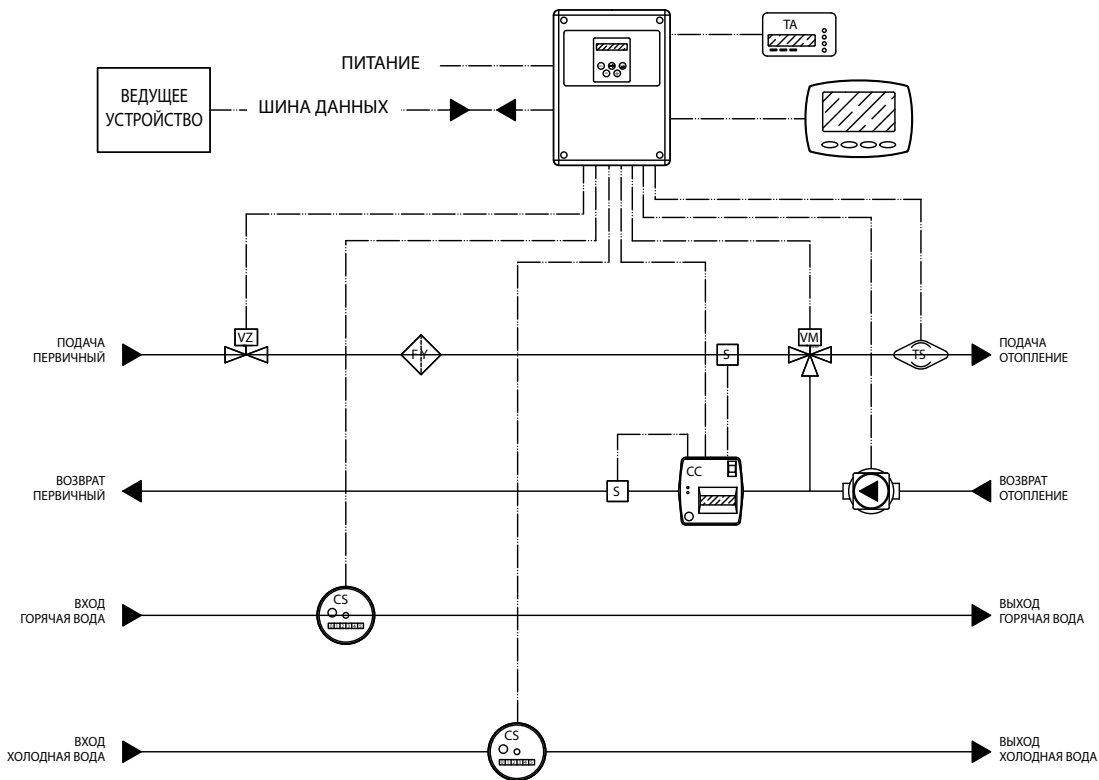 TA
ПИТАНИЕ
ВЕДУЩЕЕ
УСТРОЙСТВО
ШИНА ДАННЫХ
VZ
VM
ПОДАЧА
ПЕРВИЧНЫЙ
F Y
S
TS
ПОДАЧА
ОТОПЛЕНИЕ
CC
ВОЗВРАТ
ПЕРВИЧНЫЙ
S
ВОЗВРАТ
ОТОПЛЕНИЕ
ВХОД
ГОРЯЧАЯ ВОДА
CS
ВЫХОД
ГОРЯЧАЯ ВОДА
ВХОД
ХОЛОДНАЯ ВОДА
CS
ВЫХОД
ХОЛОДНАЯ ВОДА